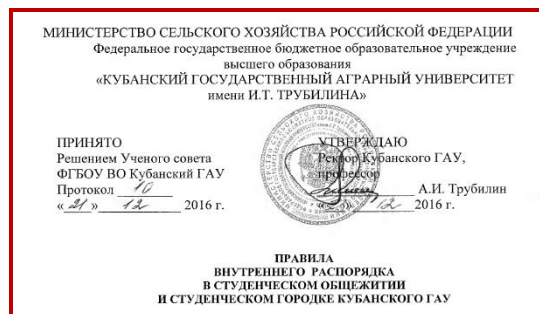 МИНИСТЕРСТВО СЕЛЬСКОГО ХОЗЯЙСТВА РОССИЙСКОЙ ФЕДЕРАЦИИ
Федеральное государственное бюджетное образовательное учреждение
высшего образования
«КУБАНСКИЙ ГОСУДАРСТВЕННЫЙ АГРАРНЫЙ УНИВЕРСИТЕТ
имени И.Т. ТРУБИЛИНА»
ПРИНЯТО
Решением Ученого совета
ФГБОУ ВО Кубанский ГАУ
Протокол 10
« 21 » 12 2016 г.
УТВЕРЖДАЮ
Ректор Кубанского ГАУ,
профессор
А.И. Трубилин
12 2016 г.
ПРАВИЛА
ВНУТРЕННЕГО РАСПОРЯДКА
В СТУДЕНЧЕСКОМ ОБЩЕЖИТИИ
И СТУДЕНЧЕСКОМ ГОРОДКЕ КУБАНСКОГО ГАУ